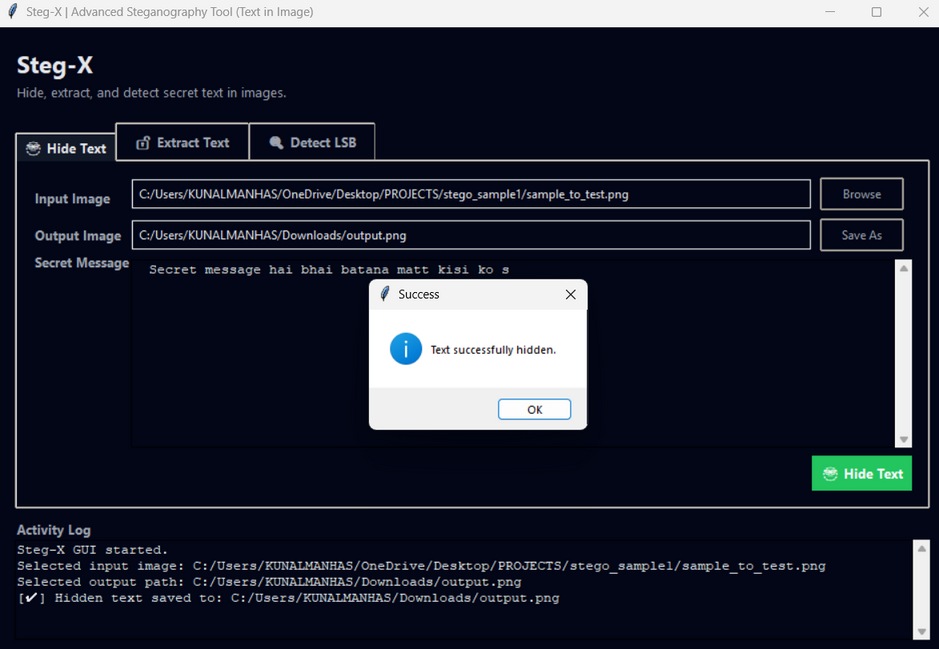 Steg-X | Advanced Steganography Tool (Text in Image)
Steg-X
Hide, extract, and detect secret text in images.
Hide Text
Extract Text
Detect LSB
Input Image
C:/Users/KUNALMANHAS/OneDrive/Desktop/PROJECTS/stego_sample1/sample_to_test.png
Browse
Output Image
C:/Users/KUNALMANHAS/Downloads/output.png
Save As
Secret Message
Secret message hai bhai batana matt kisi ko s
Success
Text successfully hidden.
OK
Hide Text
Activity Log
Steg-X GUI started.
Selected input image: C:/Users/KUNALMANHAS/OneDrive/Desktop/PROJECTS/stego_sample1/sample_to_test.png
Selected output path: C:/Users/KUNALMANHAS/Downloads/output.png
[✔] Hidden text saved to: C:/Users/KUNALMANHAS/Downloads/output.png